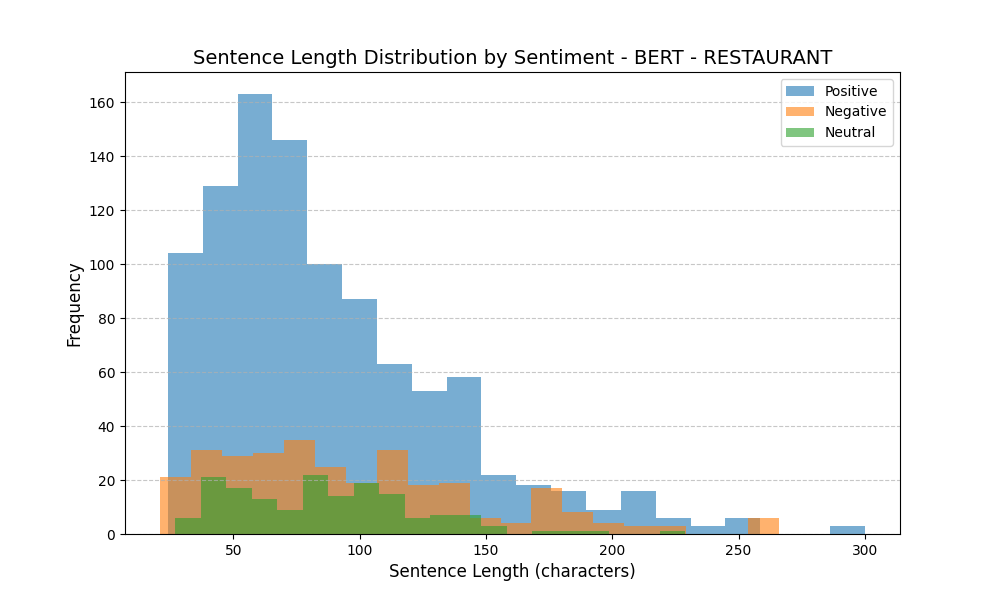 Sentence Length Distribution by Sentiment - BERT - RESTAURANT
Positive
Negative
Neutral
Frequency
160
140
120
100
80
60
40
20
0
50
100
150
200
250
300
Sentence Length (characters)